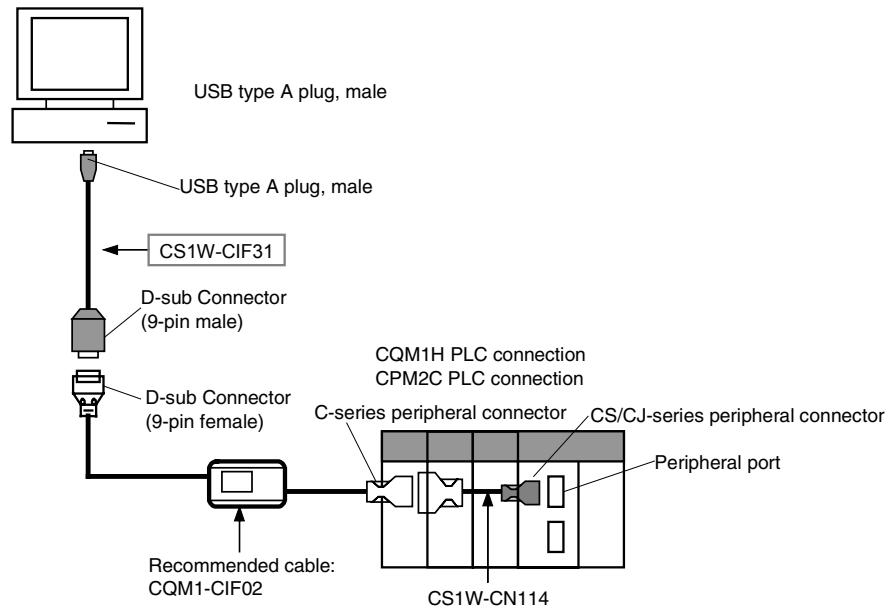 USB type A plug, male
USB type A plug, male
CS1W-CIF31
D-sub Connector
(9-pin male)
CQM1H PLC connection
CPM2C PLC connection
D-sub Connector
(9-pin female)
C-series peripheral connector
CS/CJ-series peripheral connector
Peripheral port
Recommended cable:
CQM1-CIF02
CS1W-CN114